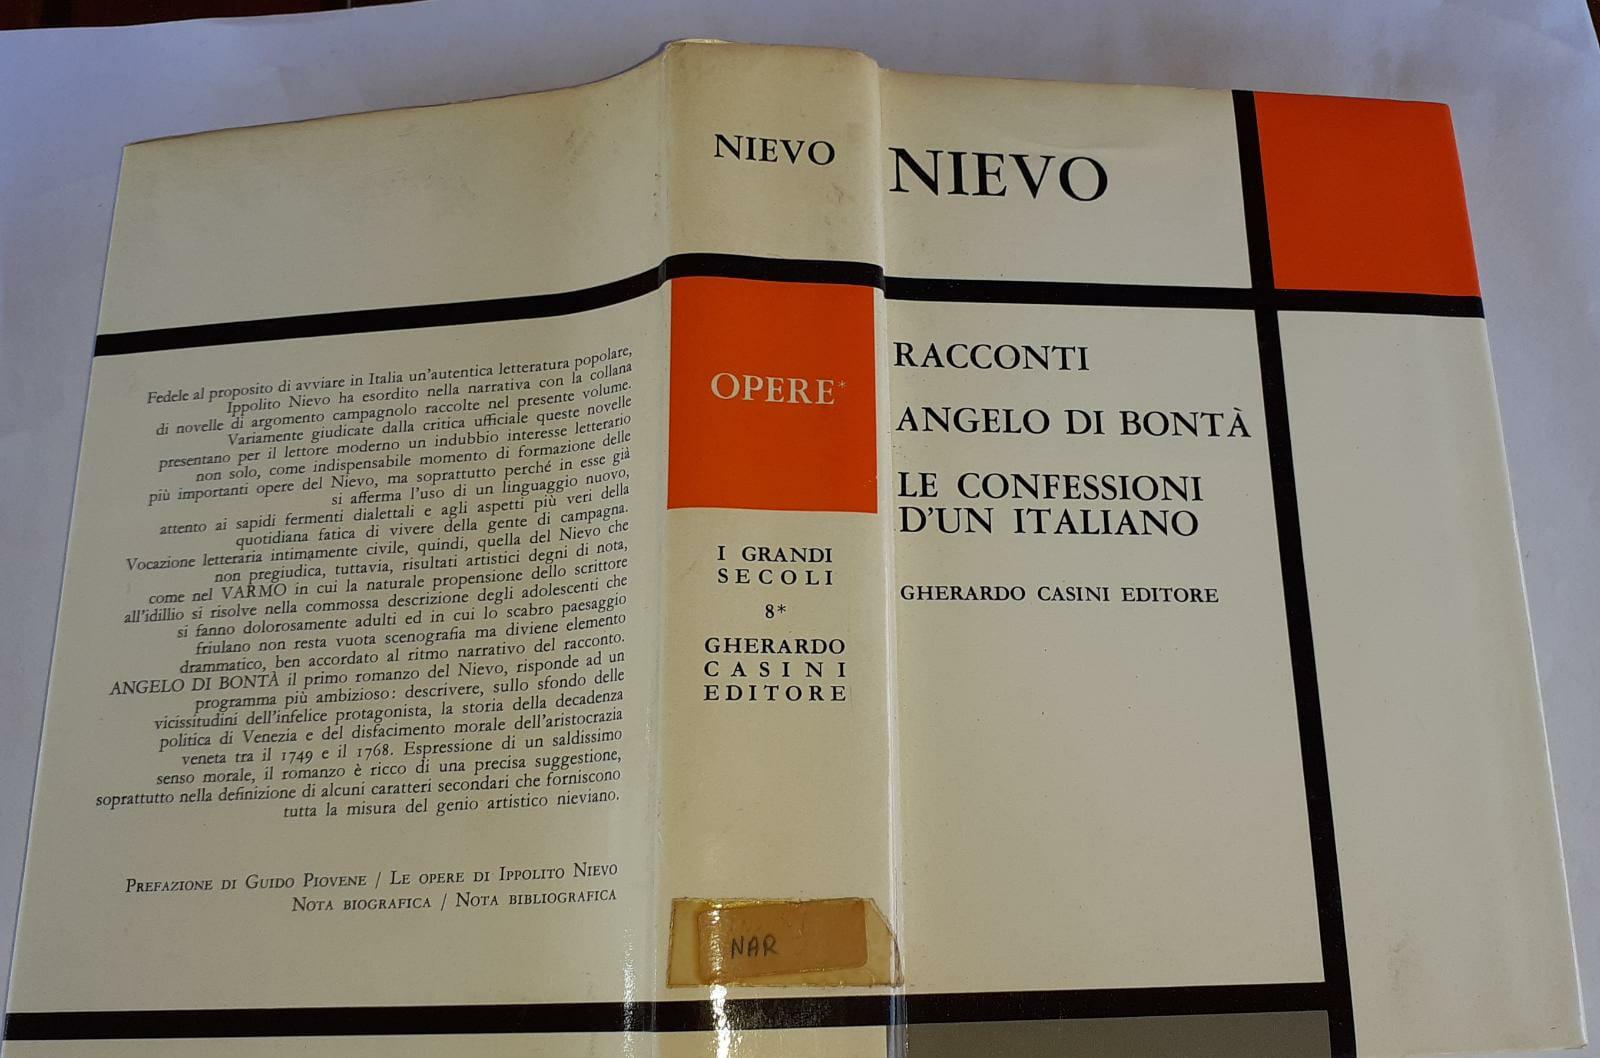 Fedele al proposito di avviare in Italia un'autentica letteratura popolare,
Ippolito Nievo ha esordito nella narrativa con la collana
di novelle di argomento campagnolo raccolte nel presente volume.
Variamente giudicate dalla critica ufficiale queste novelle
presentano per il lettore moderno un indubbio interesse letterario
non solo, come indispensabile momento di formazione delle
più importanti opere del Nievo, ma soprattutto perché in esse già
si afferma l'uso di un linguaggio nuovo,
attento ai sapidi fermenti dialettali e agli aspetti più veri della
quotidiana fatica di vivere della gente di campagna.
Vocazione letteraria intimamente civile, quindi, quella del Nievo che
non pregiudica, tuttavia, risultati artistici degni di nota,
come nel VARMO in cui la naturale propensione dello scrittore
all'idillio si risolve nella commossa descrizione degli adolescenti che
si fanno dolorosamente adulti ed in cui lo scabro paesaggio
friulano non resta vuota scenografia ma diviene elemento
drammatico, ben accordato al ritmo narrativo del racconto.
ANGELO DI BONTÀ il primo romanzo del Nievo, risponde ad un
programma più ambizioso: descrivere, sullo sfondo delle
vicissitudini dell'infelice protagonista, la storia della decadenza
politica di Venezia e del disfacimento morale dell'aristocrazia
veneta tra il 1749 e il 1768. Espressione di un saldissimo
senso morale, il romanzo è ricco di una precisa suggestione,
soprattutto nella definizione di alcuni caratteri secondari che forniscono
tutta la misura del genio artistico nieviano.
PREFAZIONE DI GUIDO PIOVENE / LE OPERE DI IPPOLITO NIEVO
NOTA BIOGRAFICA / NOTA BIBLIOGRAFICA
NIEVO
OPERE*
I GRANDI
SECOLI
8*
GHERARDO
CASINI
EDITORE
NAR
NIEVO
RACCONTI
ANGELO DI BONTÀ
LE CONFESSIONI
D'UN ITALIANO
GHERARDO CASINI EDITORE